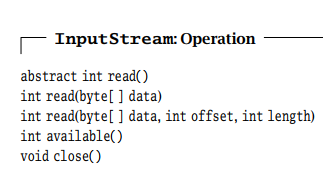 InputStream: Operation
abstract int read()
int read(byte[ ] data)
int read(byte[ ] data, int offset, int length)
int available()
void close()